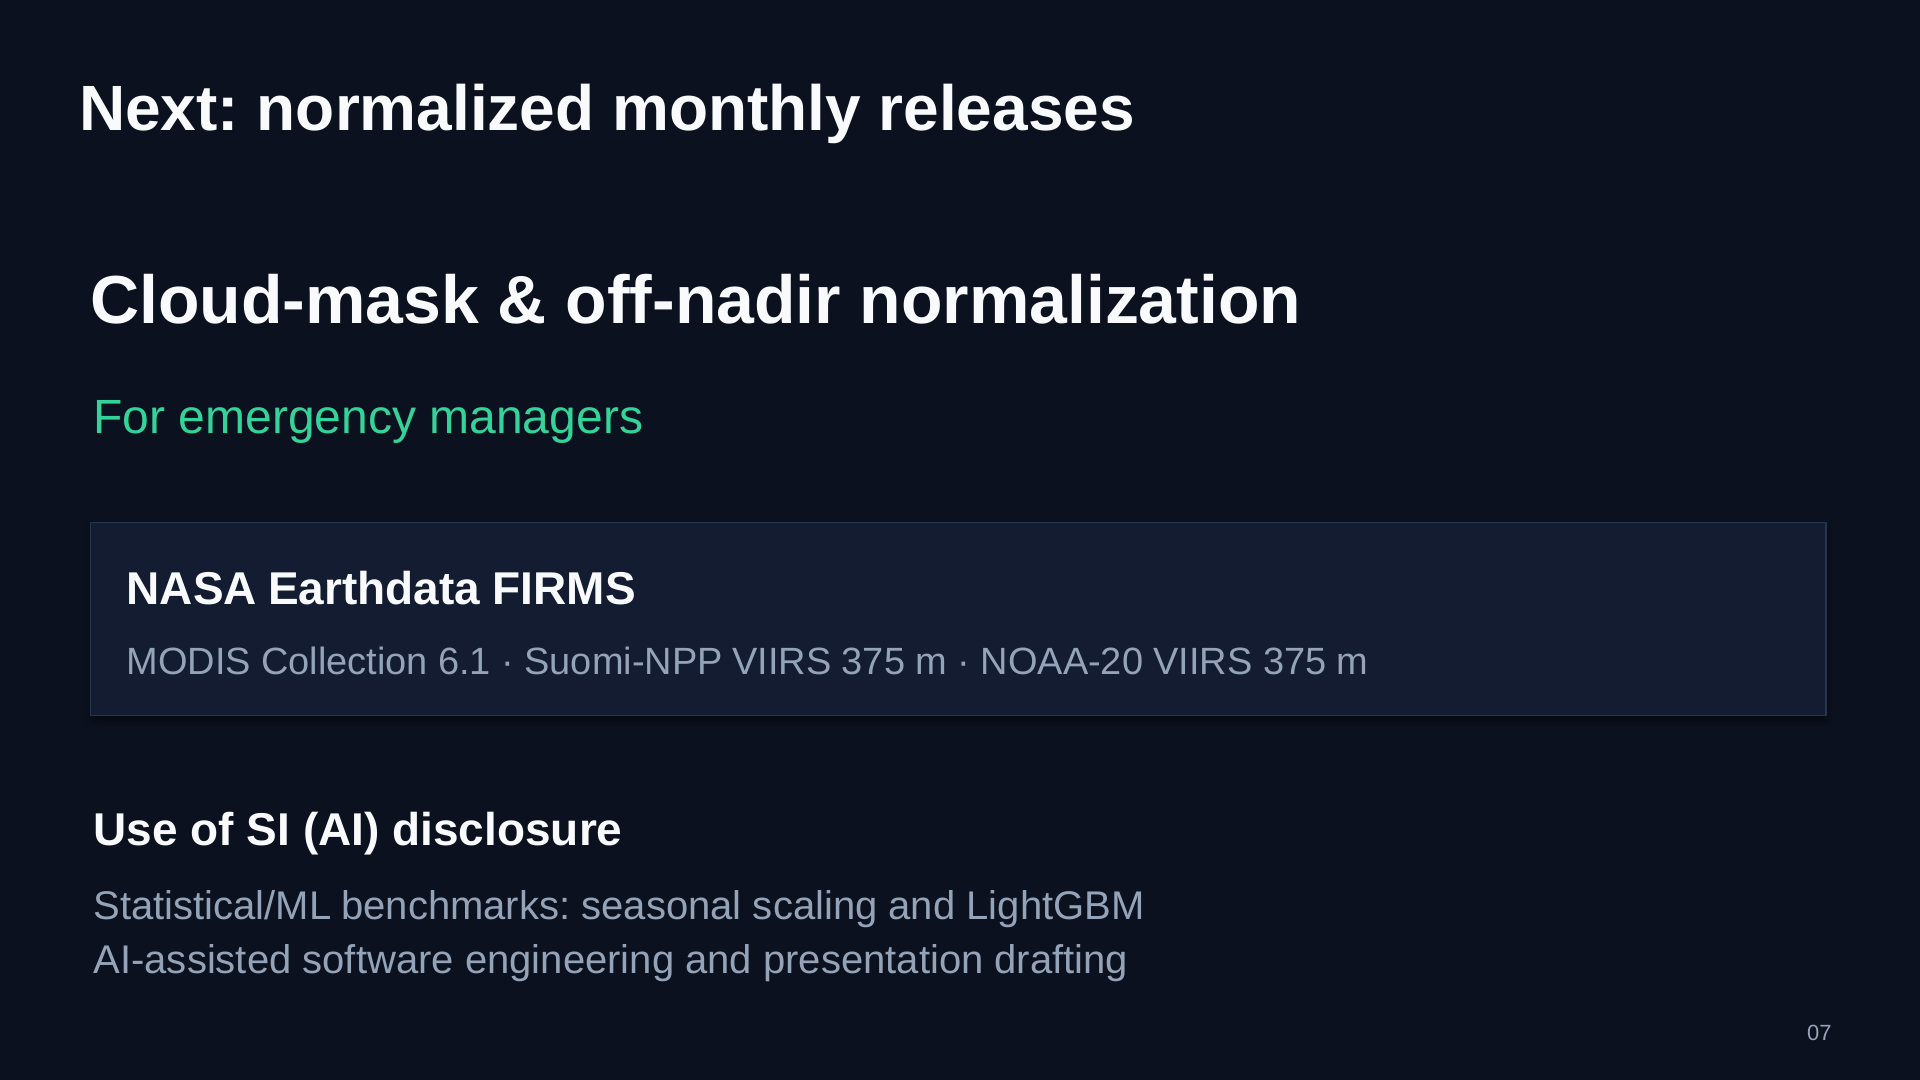 Next: normalized monthly releases
Cloud-mask & off-nadir normalization
For emergency managers
NASA Earthdata FIRMS
MODIS Collection 6.1 · Suomi-NPP VIIRS 375 m · NOAA-20 VIIRS 375 m
Use of SI (AI) disclosure
Statistical/ML benchmarks: seasonal scaling and LightGBM
AI-assisted software engineering and presentation drafting
07